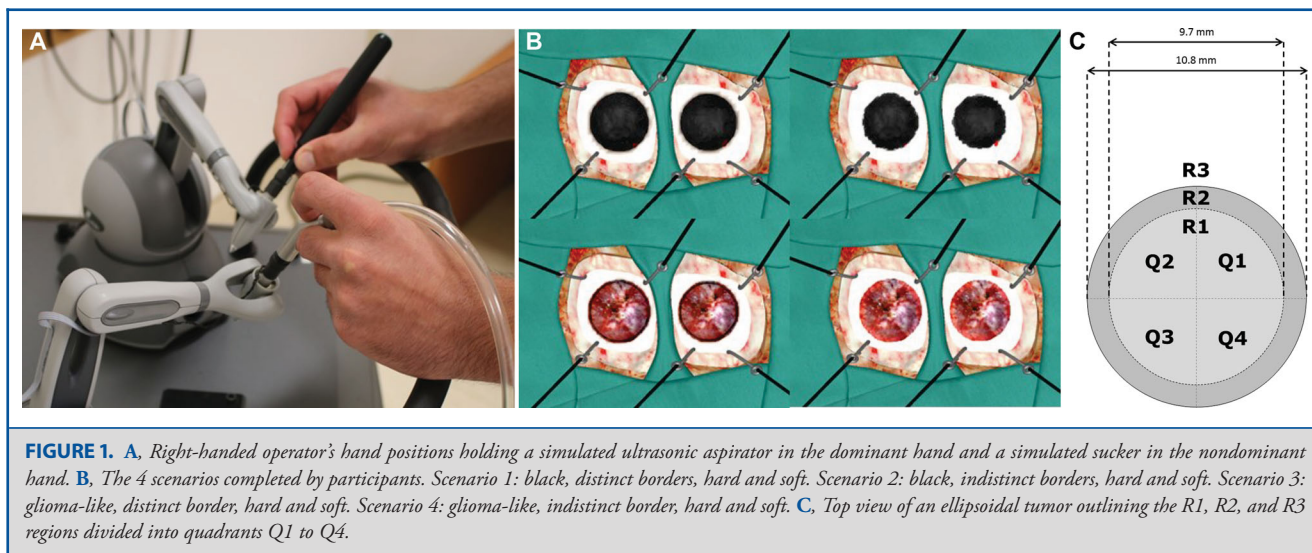 A
B
C
9.7 mm
10.8 mm
R3
R2
R1
Q2
Q1
Q3
Q4
FIGURE 1. A, Right-handed operator's hand positions holding a simulated ultrasonic aspirator in the dominant hand and a simulated sucker in the nondominant
hand. B, The 4 scenarios completed by participants. Scenario 1: black, distinct borders, hard and soft. Scenario 2: black, indistinct borders, hard and soft. Scenario 3:
glioma-like, distinct border, hard and soft. Scenario 4: glioma-like, indistinct border, hard and soft. C, Top view of an ellipsoidal tumor outlining the R1, R2, and R3
regions divided into quadrants Q1 to Q4.